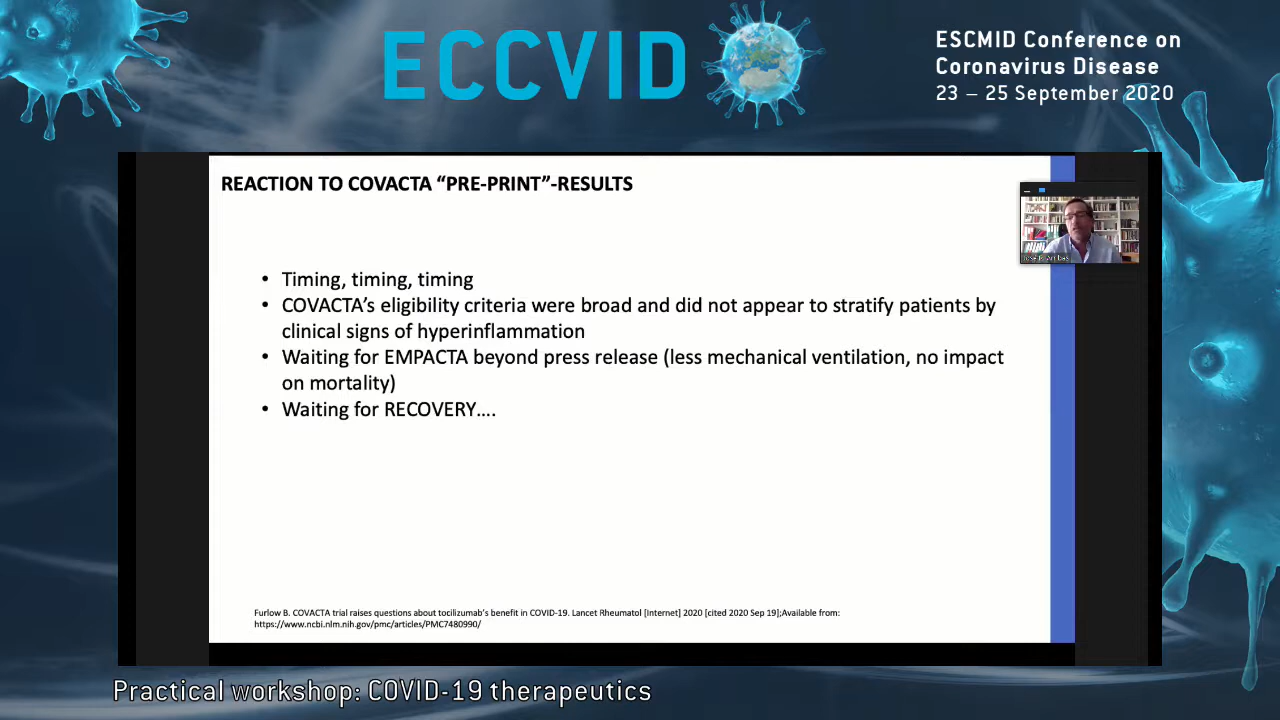 ECCVID
ESCMID Conference on
Coronavirus Disease
23 – 25 September 2020
REACTION TO COVACTA “PRE-PRINT”-RESULTS
• Timing, timing, timing
• COVACTA’s eligibility criteria were broad and did not appear to stratify patients by
clinical signs of hyperinflammation
• Waiting for EMPACTA beyond press release (less mechanical ventilation, no impact
on mortality)
• Waiting for RECOVERY....
Furlow B. COVACTA trial raises questions about tocilizumab’s benefit in COVID-19. Lancet Rheumatol [Internet] 2020 [cited 2020 Sep 19];Available from:
https://www.ncbi.nlm.nih.gov/pmc/articles/PMC7480990/
Practical workshop: COVID-19 therapeutics